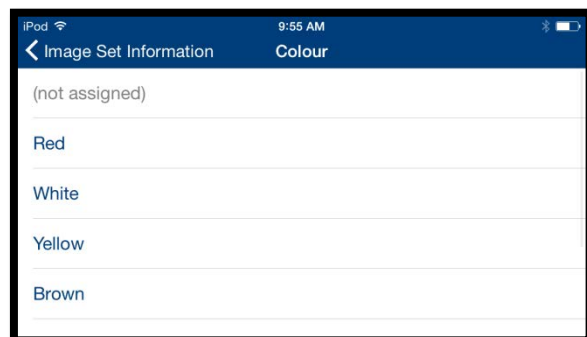 iPod 9:55 AM
Image Set Information Colour
(not assigned)
Red
White
Yellow
Brown